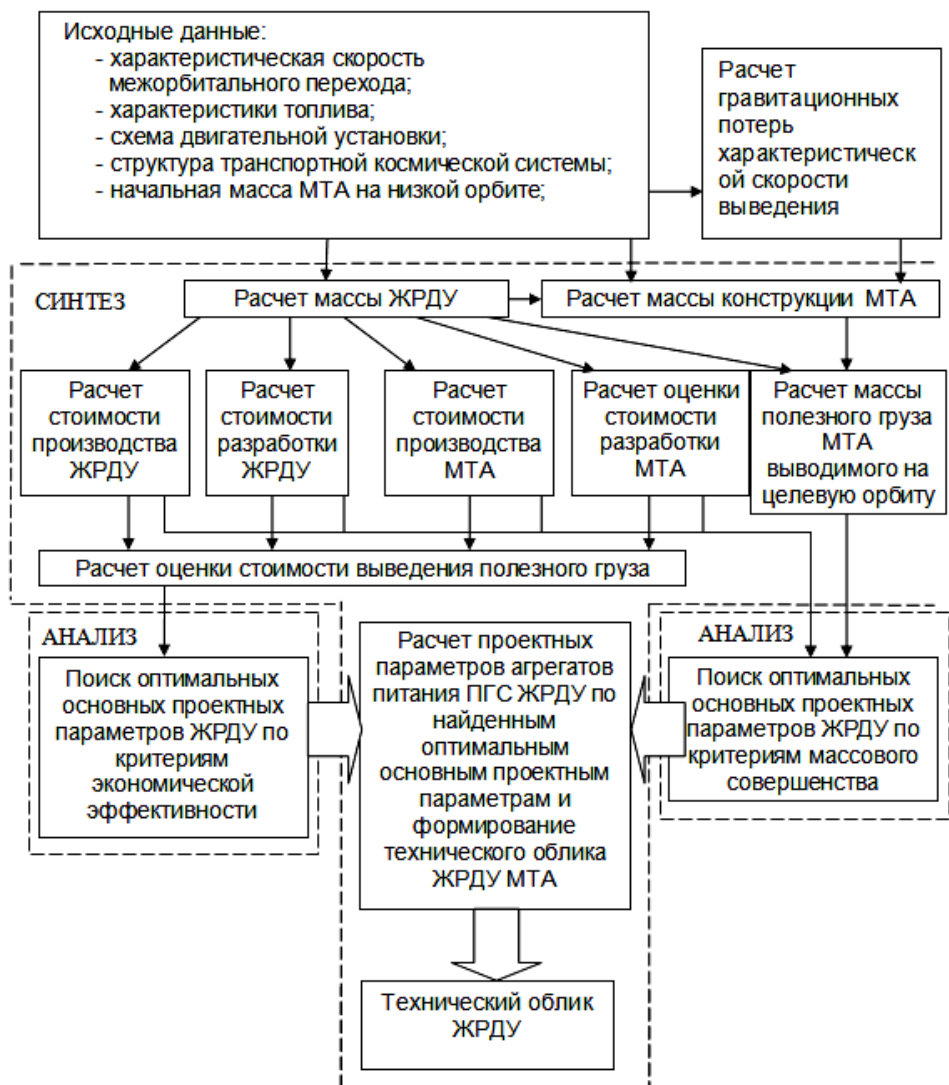 Исходные данные:
- характеристическая скорость
межорбитального перехода;
- характеристики топлива;
- схема двигательной установки;
- структура транспортной космической системы;
- начальная масса МТА на низкой орбите;
Расчет
гравитационных
потерь
характеристическ
ой скорости
выведения
СИНТЕЗ
Расчет массы ЖРДУ
Расчет массы конструкции МТА
Расчет
стоимости
производства
ЖРДУ
Расчет
стоимости
разработки
ЖРДУ
Расчет
стоимости
производства
МТА
Расчет оценки
стоимости
разработки
МТА
Расчет массы
полезного груза
МТА
выводимого на
целевую орбиту
Расчет оценки стоимости выведения полезного груза
АНАЛИЗ
Поиск оптимальных
основных проектных
параметров ЖРДУ по
критериям
экономической
эффективности
Расчет проектных
параметров агрегатов
питания ПГС ЖРДУ по
найденным
оптимальным
основным проектным
параметрам и
формирование
технического облика
ЖРДУ МТА
АНАЛИЗ
Поиск оптимальных
основных проектных
параметров ЖРДУ по
критериям массового
совершенства
Технический облик
ЖРДУ